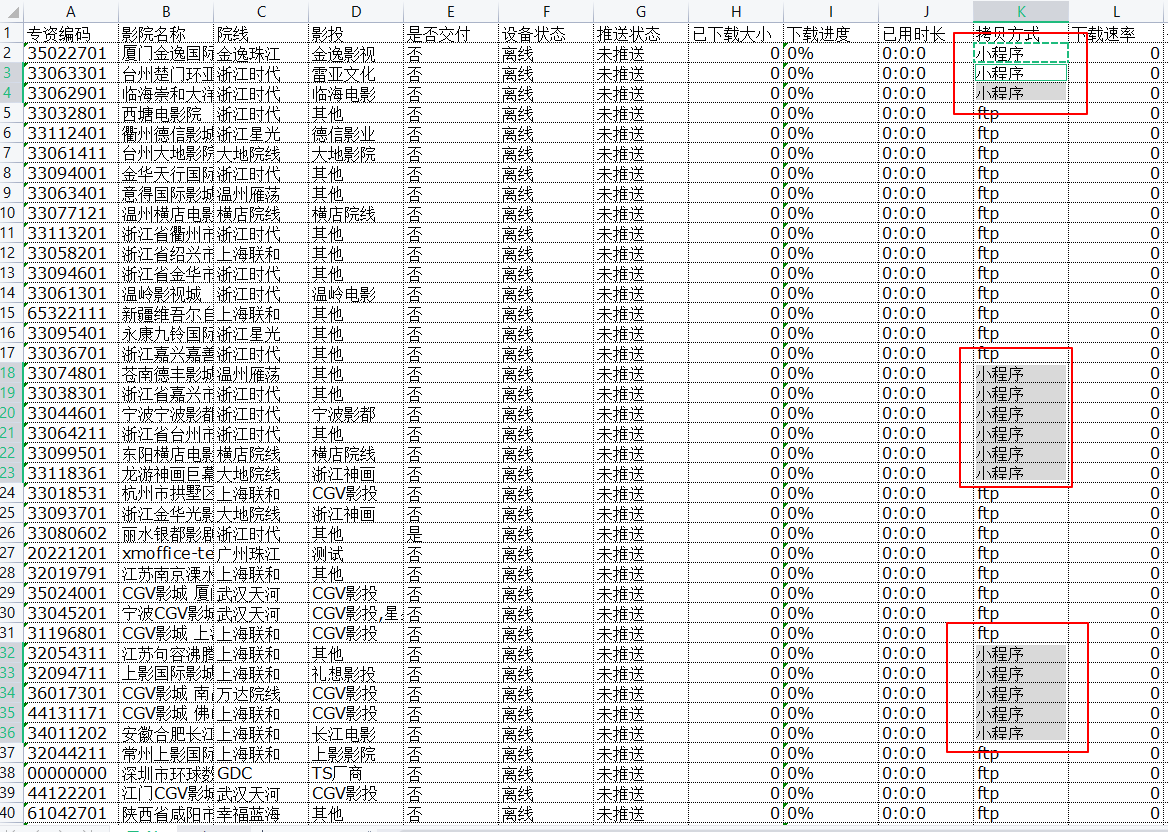 A B C D E F G H I J K L
1 专资编码 影院名称 院线 影投 是否交付 设备状态 推送状态 已下载大小 下载进度 已用时长 拷贝方式 下载速率
2 35022701 厦门金逸国际 金逸珠江 金逸影视 否 离线 未推送 0 0% 0:0:0 小程序 0
3 33063301 台州楚门环亚 浙江时代 雷亚文化 否 离线 未推送 0 0% 0:0:0 小程序 0
4 33062901 临海崇和大洋 浙江时代 临海电影 否 离线 未推送 0 0% 0:0:0 小程序 0
5 33032801 西塘电影院 浙江时代 其他 否 离线 未推送 0 0% 0:0:0 ftp 0
6 33112401 衢州德信影城 浙江星光 德信影业 否 离线 未推送 0 0% 0:0:0 ftp 0
7 33061411 台州大地影院 大地院线 大地影院 否 离线 未推送 0 0% 0:0:0 ftp 0
8 33094001 金华天行国际 浙江时代 其他 否 离线 未推送 0 0% 0:0:0 ftp 0
9 33063401 意得国际影城 温州雁荡 其他 否 离线 未推送 0 0% 0:0:0 ftp 0
10 33077121 温州横店电影 横店院线 横店院线 否 离线 未推送 0 0% 0:0:0 ftp 0
11 33113201 浙江省衢州市 浙江时代 其他 否 离线 未推送 0 0% 0:0:0 ftp 0
12 33058201 浙江省绍兴市 上海联和 其他 否 离线 未推送 0 0% 0:0:0 ftp 0
13 33094601 浙江省金华市 浙江时代 其他 否 离线 未推送 0 0% 0:0:0 ftp 0
14 33061301 温岭影视城 浙江时代 温岭电影 否 离线 未推送 0 0% 0:0:0 ftp 0
15 65322111 新疆维吾尔自 上海联和 其他 否 离线 未推送 0 0% 0:0:0 ftp 0
16 33095401 永康九铃国际 浙江星光 其他 否 离线 未推送 0 0% 0:0:0 ftp 0
17 33036701 浙江嘉兴嘉善 浙江时代 其他 否 离线 未推送 0 0% 0:0:0 ftp 0
18 33074801 苍南德丰影城 温州雁荡 其他 否 离线 未推送 0 0% 0:0:0 小程序 0
19 33038301 浙江省嘉兴市 浙江时代 其他 否 离线 未推送 0 0% 0:0:0 小程序 0
20 33044601 宁波宁波影都 浙江时代 宁波影都 否 离线 未推送 0 0% 0:0:0 小程序 0
21 33064211 浙江省台州市 浙江时代 其他 否 离线 未推送 0 0% 0:0:0 小程序 0
22 33099501 东阳横店电影 横店院线 横店院线 否 离线 未推送 0 0% 0:0:0 小程序 0
23 33118361 龙游神画巨幕 大地院线 浙江神画 否 离线 未推送 0 0% 0:0:0 小程序 0
24 33018531 杭州市拱墅区 上海联和 CGV影投 否 离线 未推送 0 0% 0:0:0 ftp 0
25 33093701 浙江金华光影 大地院线 浙江神画 否 离线 未推送 0 0% 0:0:0 ftp 0
26 33080602 丽水银都影剧 浙江时代 其他 是 离线 未推送 0 0% 0:0:0 ftp 0
27 20221201 xmoffice-te 广州珠江 测试 否 离线 未推送 0 0% 0:0:0 ftp 0
28 32019791 江苏南京溧水 上海联和 其他 否 离线 未推送 0 0% 0:0:0 ftp 0
29 35024001 CGV影城 厦 武汉天河 CGV影投 否 离线 未推送 0 0% 0:0:0 ftp 0
30 33045201 宁波CGV影城 武汉天河 CGV影投,星 否 离线 未推送 0 0% 0:0:0 ftp 0
31 31196801 CGV影城 上 上海联和 CGV影投 否 离线 未推送 0 0% 0:0:0 ftp 0
32 32054311 江苏句容沸腾 上海联和 其他 否 离线 未推送 0 0% 0:0:0 小程序 0
33 32094711 上影国际影城 上海联和 礼想影投 否 离线 未推送 0 0% 0:0:0 小程序 0
34 36017301 CGV影城 南 万达院线 CGV影投 否 离线 未推送 0 0% 0:0:0 小程序 0
35 44131171 CGV影城 佛 上海联和 CGV影投 否 离线 未推送 0 0% 0:0:0 小程序 0
36 34011202 安徽合肥长江 上海联和 长江电影 否 离线 未推送 0 0% 0:0:0 小程序 0
37 32044211 常州上影国际 上海联和 上影影院 否 离线 未推送 0 0% 0:0:0 ftp 0
38 00000000 深圳市环球数 GDC TS厂商 否 离线 未推送 0 0% 0:0:0 ftp 0
39 44122201 江门CGV影城 武汉天河 CGV影投 否 离线 未推送 0 0% 0:0:0 ftp 0
40 61042701 陕西省咸阳市 幸福蓝海 其他 否 离线 未推送 0 0% 0:0:0 ftp 0